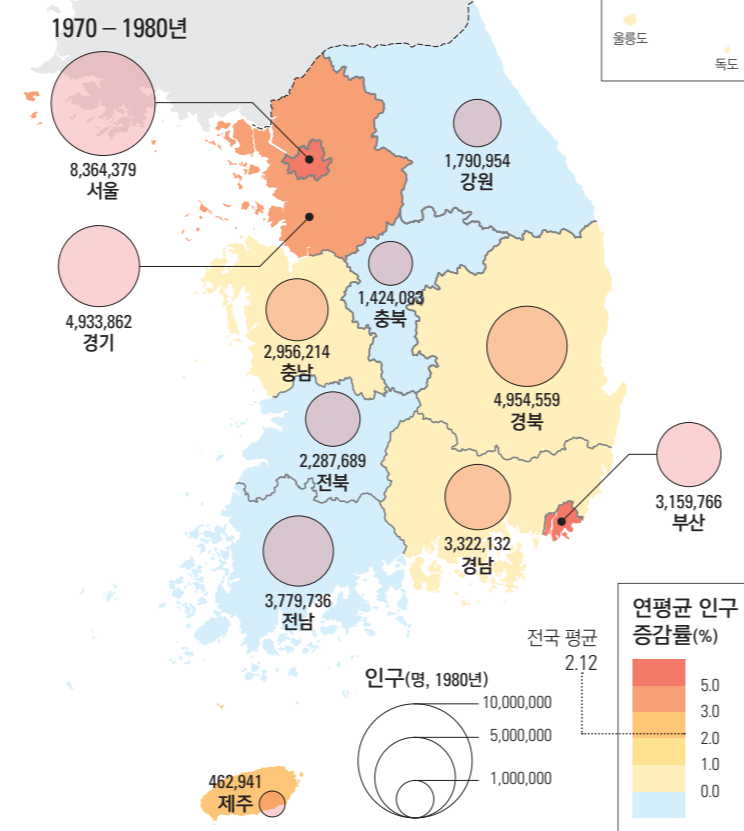 1970 – 1980년
울릉도
독도
8,364,379
서울
1,790,954
강원
4,933,862
경기
1,424,083
충북
2,956,214
충남
4,954,559
경북
2,287,689
전북
3,159,766
부산
3,322,132
경남
3,779,736
전남
462,941
제주
인구(명, 1980년)
10,000,000
5,000,000
1,000,000
전국 평균
2.12
연평균 인구
증감률(%)
5.0
3.0
2.0
1.0
0.0